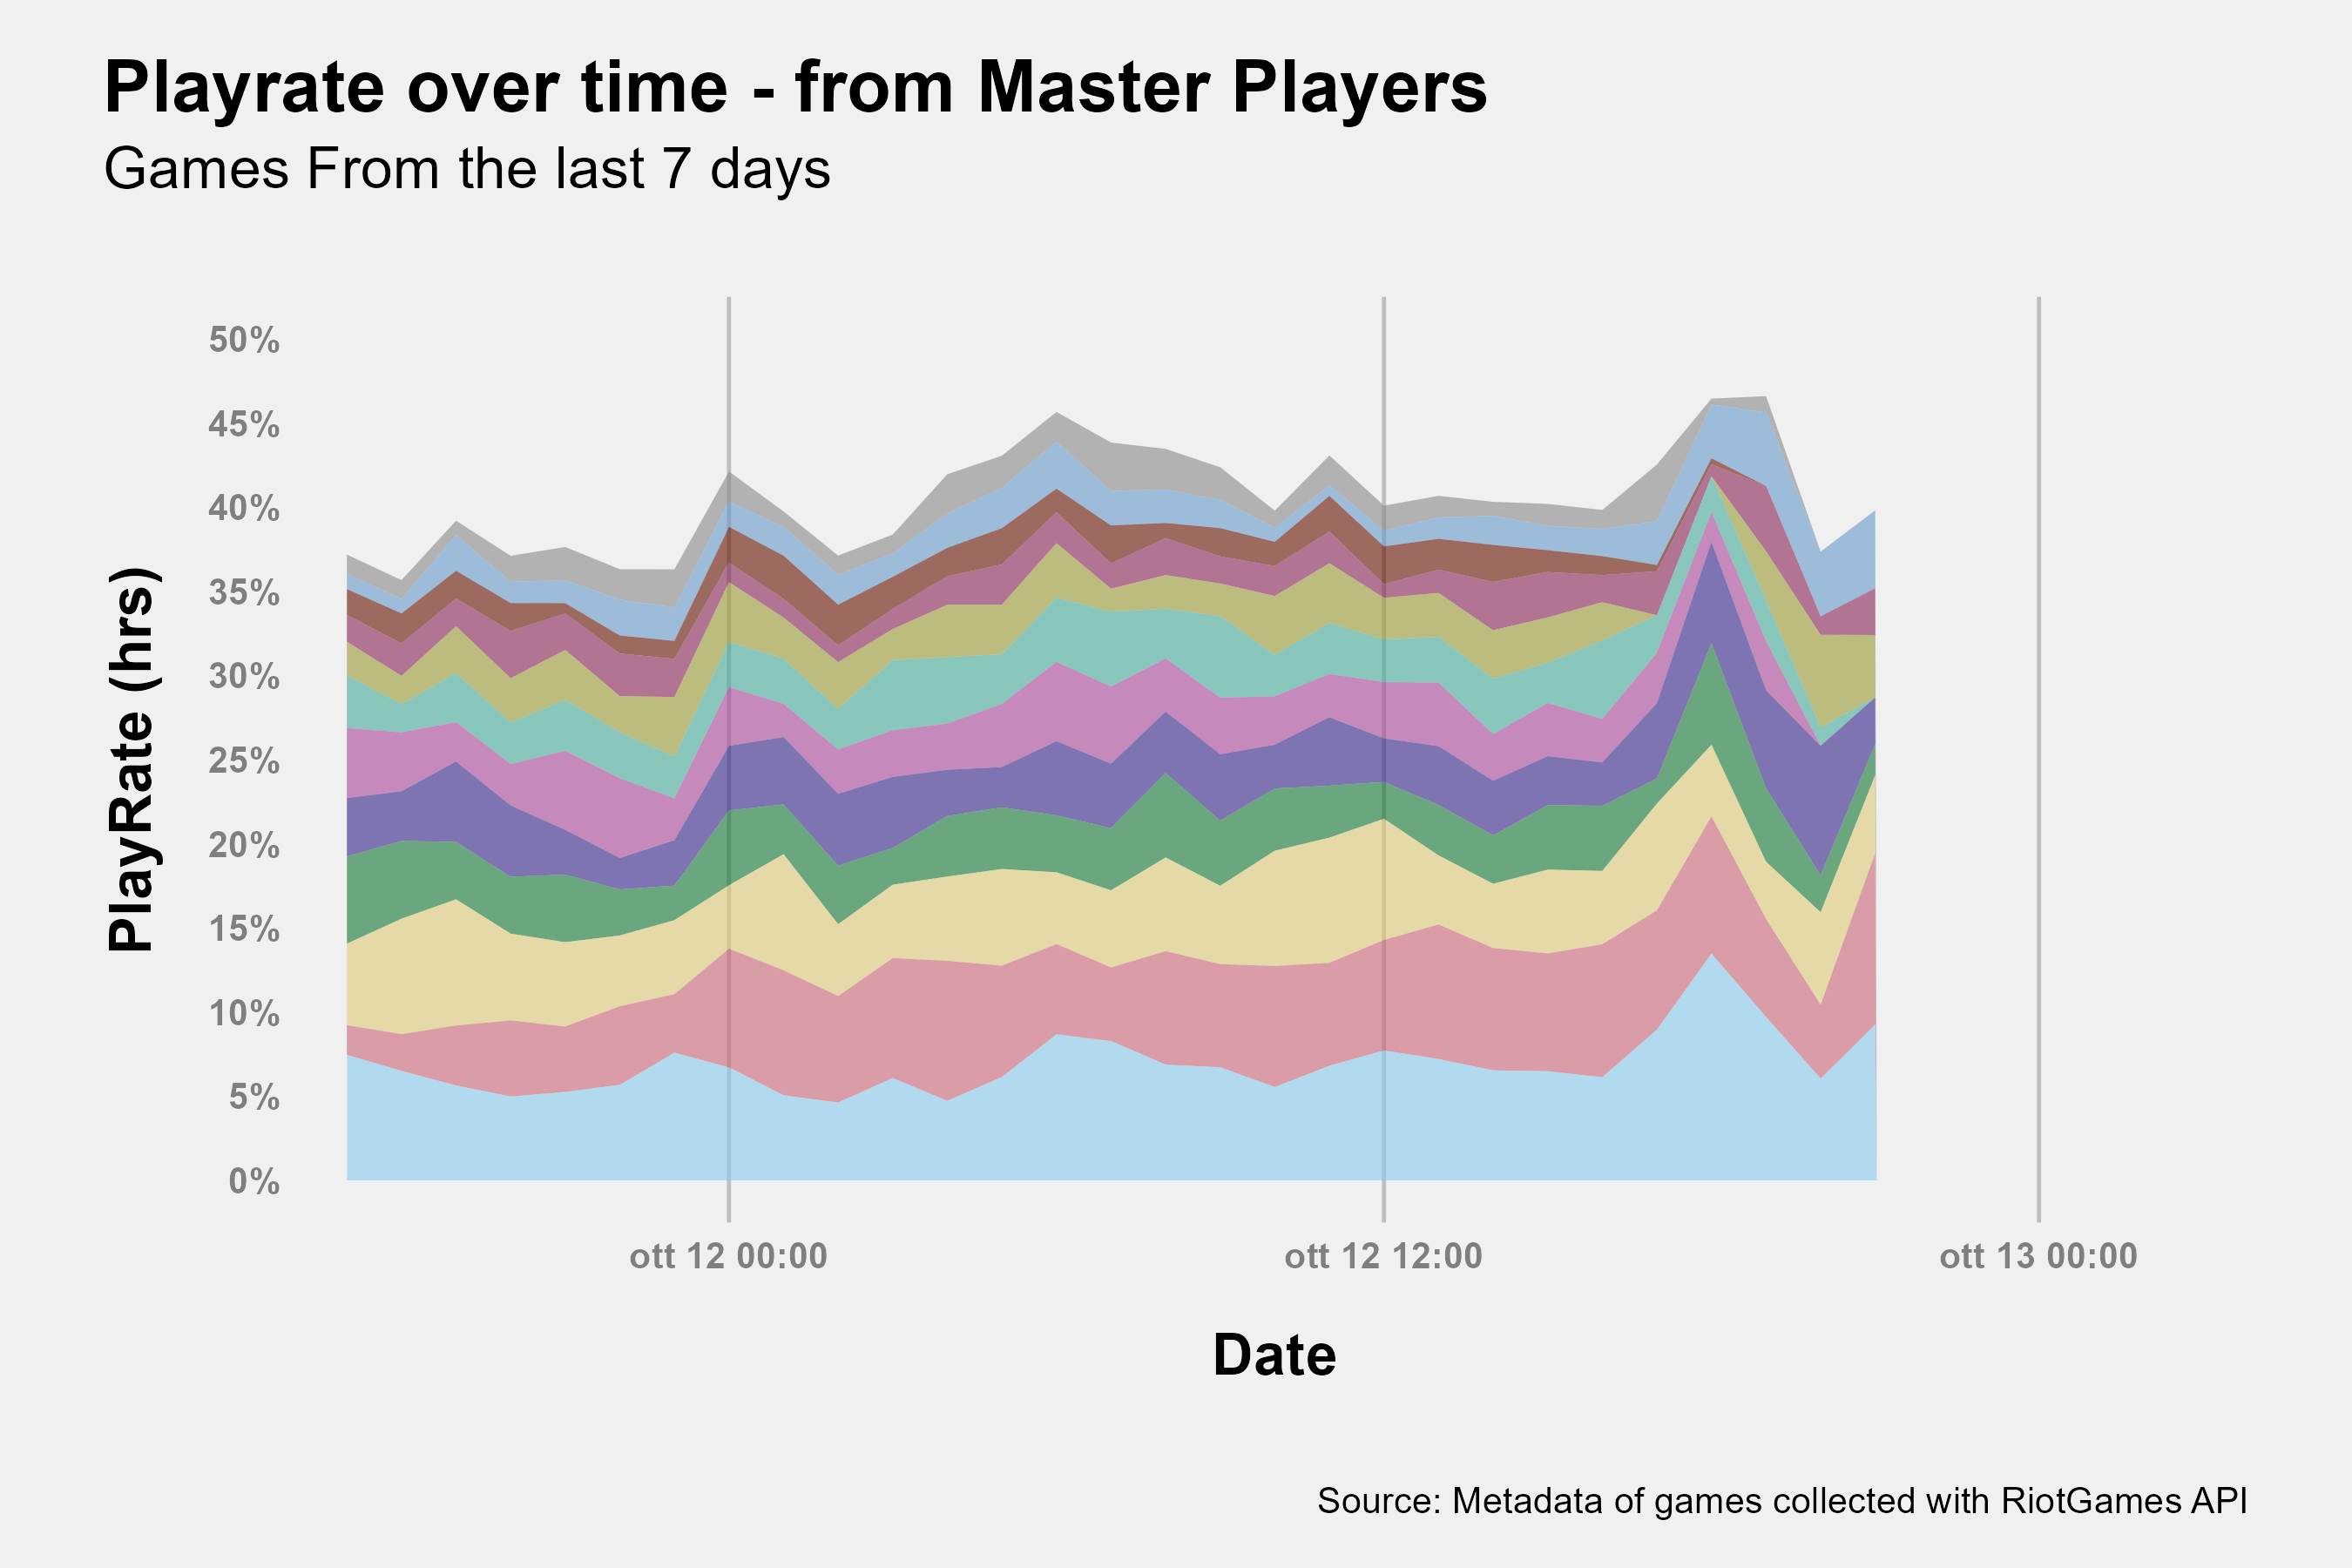 Playrate over time - from Master Players
Games From the last 7 days
PlayRate (hrs)
50%
45%
40%
35%
30%
25%
20%
15%
10%
5%
0%
ott 12 00:00
ott 12 12:00
ott 13 00:00
Date
Source: Metadata of games collected with RiotGames API